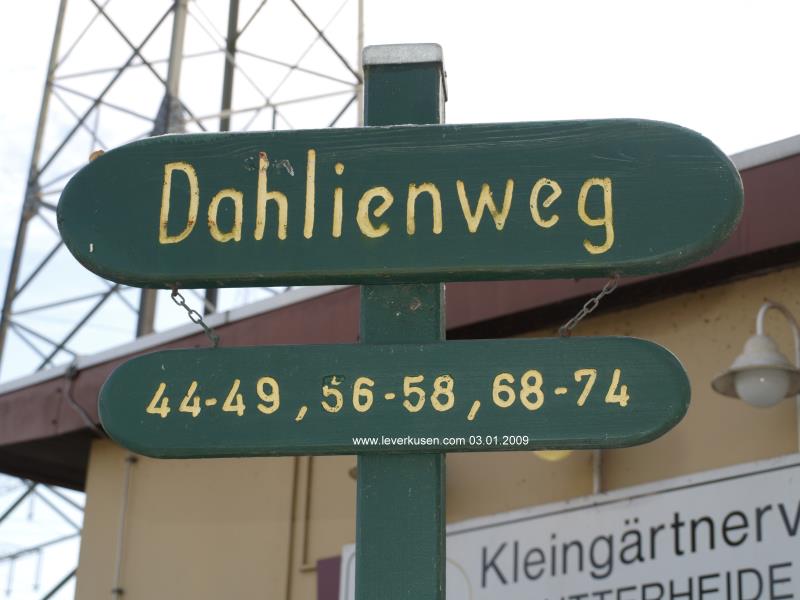 Dahlienweg
44-49, 56-58, 68-74
www.leverkusen.com 03.01.2009
Kleingärtnerv